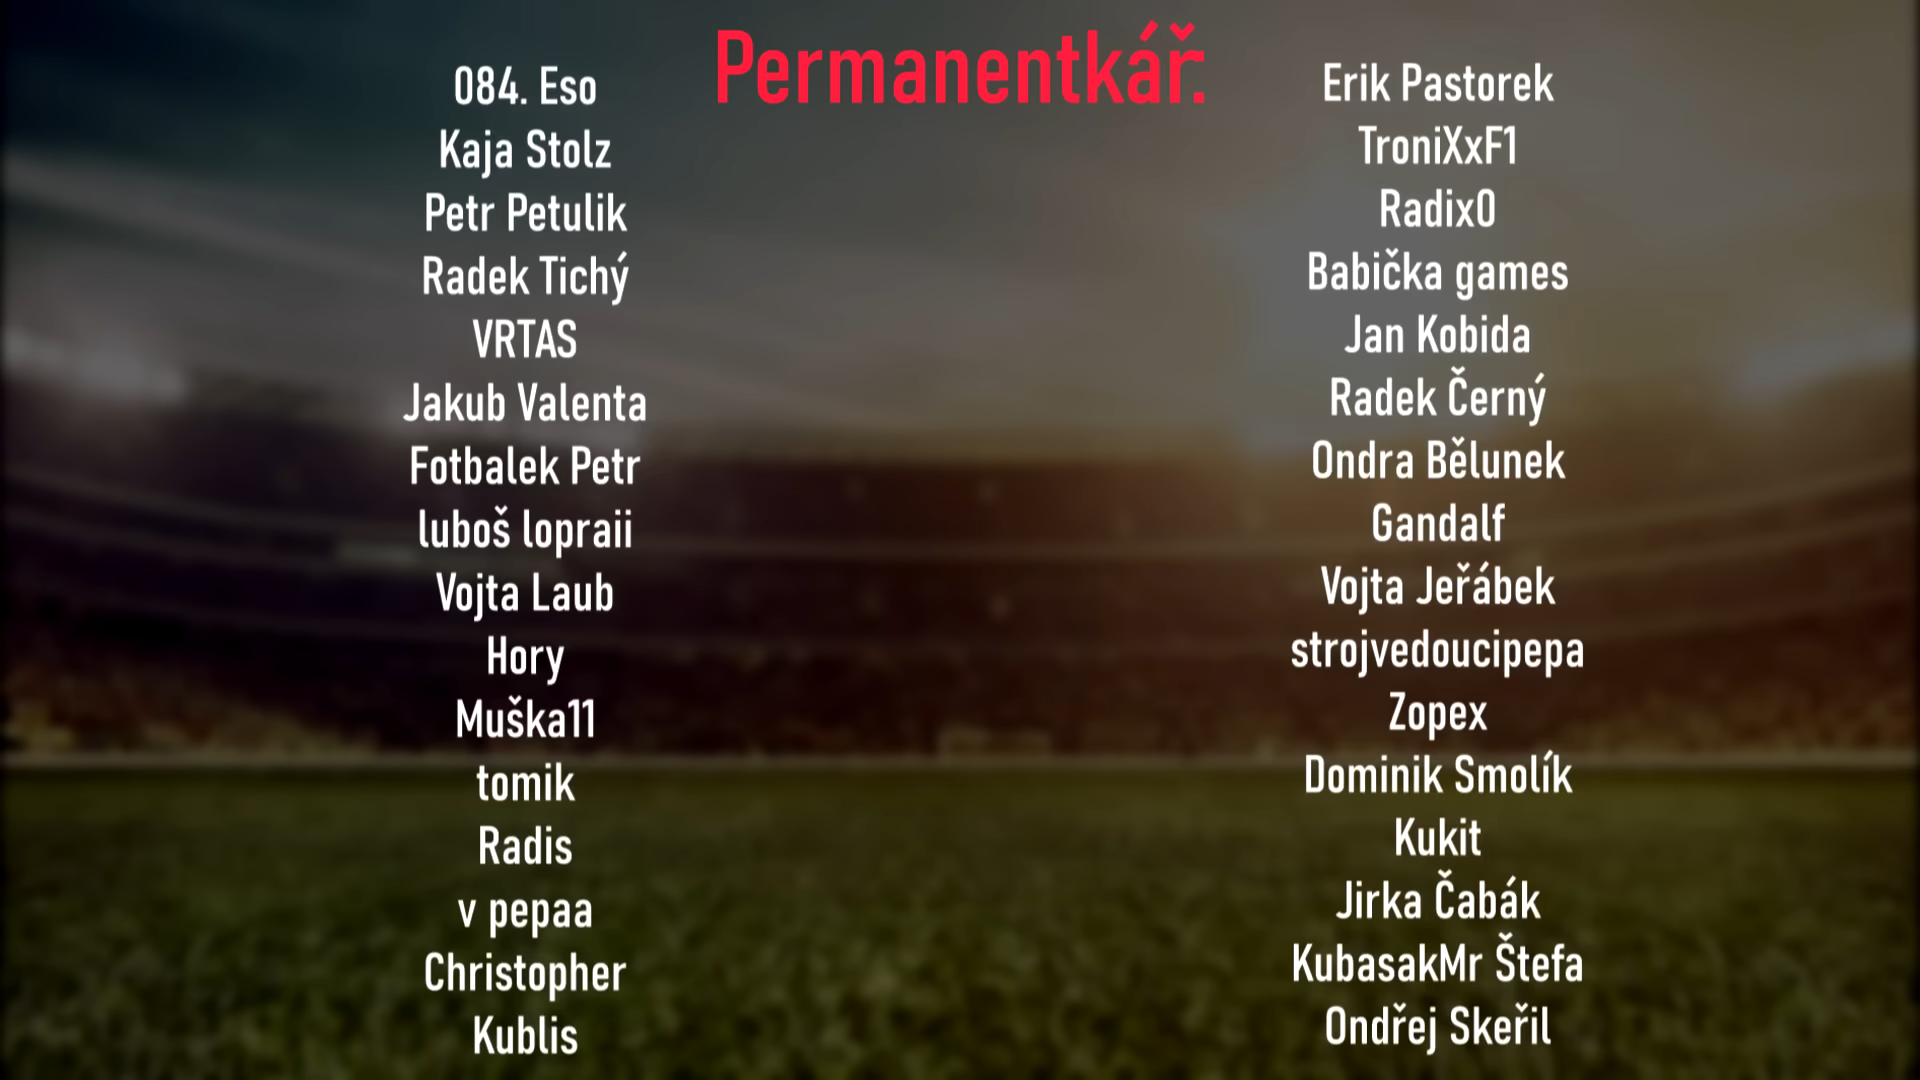 Permanentkář:
084. Eso
Kaja Stolz
Petr Petulik
Radek Tichý
VRTAS
Jakub Valenta
Fotbalek Petr
luboš lopraii
Vojta Laub
Hory
Muška11
tomik
Radis
v pepaa
Christopher
Kublis
Erik Pastorek
TroniXxF1
Radix0
Babička games
Jan Kobida
Radek Černý
Ondra Bělunek
Gandalf
Vojta Jeřábek
strojvedoucipepa
Zopex
Dominik Smolík
Kukit
Jirka Čabák
KubasakMr Štefa
Ondřej Skeřil